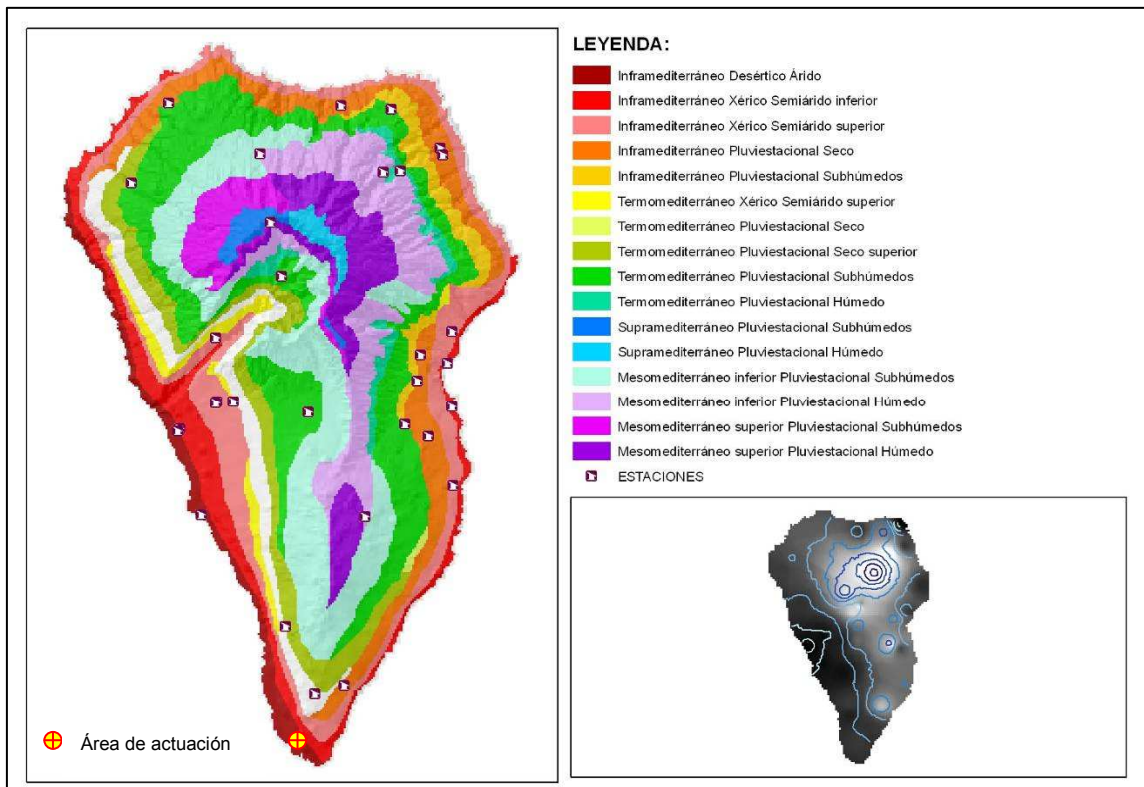 LEYENDA:
Inframediterráneo Desértico Árido
Inframediterráneo Xérico Semiárido inferior
Inframediterráneo Xérico Semiárido superior
Inframediterráneo Pluviestacional Seco
Inframediterráneo Pluviestacional Subhúmedos
Termomediterráneo Xérico Semiárido superior
Termomediterráneo Pluviestacional Seco
Termomediterráneo Pluviestacional Seco superior
Termomediterráneo Pluviestacional Subhúmedos
Termomediterráneo Pluviestacional Húmedo
Supramediterráneo Pluviestacional Subhúmedos
Supramediterráneo Pluviestacional Húmedo
Mesomediterráneo inferior Pluviestacional Subhúmedos
Mesomediterráneo inferior Pluviestacional Húmedo
Mesomediterráneo superior Pluviestacional Subhúmedos
Mesomediterráneo superior Pluviestacional Húmedo
ESTACIONES
Área de actuación